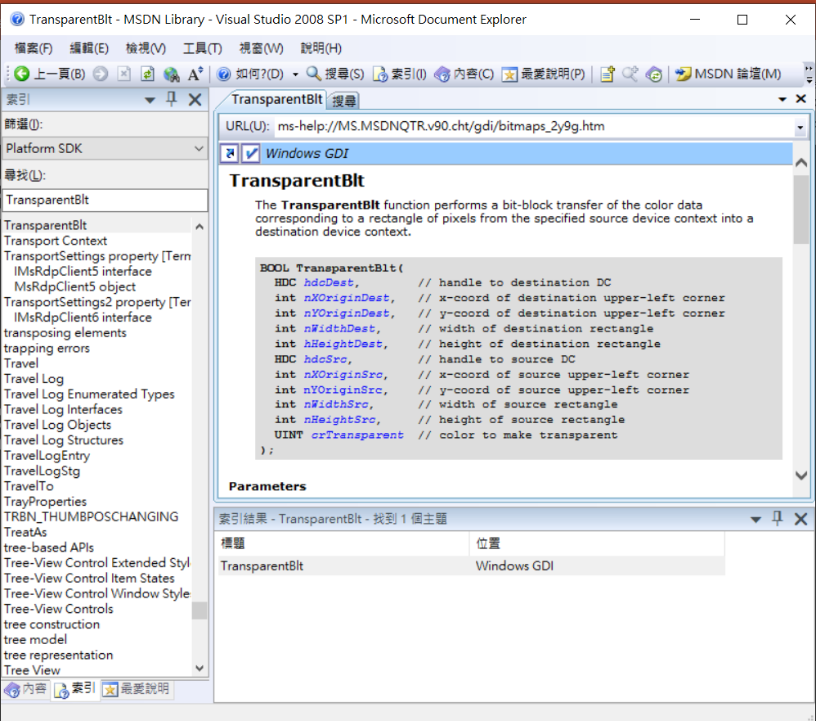 TransparentBlt - MSDN Library - Visual Studio 2008 SP1 - Microsoft Document Explorer
檔案(F) 編輯(E) 檢視(V) 工具(T) 視窗(W) 說明(H)
上一頁(B) 如何?(D) 搜尋(S) 索引(I) 內容(C) 最愛說明(P) MSDN 論壇(M)
索引
篩選(I):
Platform SDK
尋找(L):
TransparentBlt
TransparentBlt
Transport Context
TransportSettings property [Tern
IMsRdpClient5 interface
MsRdpClient5 object
TransportSettings2 property [Ter
IMsRdpClient6 interface
transposing elements
trapping errors
Travel
Travel Log
Travel Log Enumerated Types
Travel Log Interfaces
Travel Log Objects
Travel Log Structures
TravelLogEntry
TravelLogStg
TravelTo
TrayProperties
TRBN_THUMBPOSCHANGING
TreatAs
tree-based APIs
Tree-View Control Extended Styl
Tree-View Control Item States
Tree-View Control Window Style
Tree-View Controls
tree construction
tree model
tree representation
Tree View
內容 索引 最愛說明
TransparentBlt 搜尋
URL(U): ms-help://MS.MSDNQTR.v90.cht/gdi/bitmaps_2y9g.htm
Windows GDI
TransparentBlt
The TransparentBlt function performs a bit-block transfer of the color data
corresponding to a rectangle of pixels from the specified source device context into a
destination device context.
BOOL TransparentBlt(
HDC hdcDest, // handle to destination DC
int nXOriginDest, // x-coord of destination upper-left corner
int nYOriginDest, // y-coord of destination upper-left corner
int nWidthDest, // width of destination rectangle
int hHeightDest, // height of destination rectangle
HDC hdcSrc, // handle to source DC
int nXOriginSrc, // x-coord of source upper-left corner
int nYOriginSrc, // y-coord of source upper-left corner
int nWidthSrc, // width of source rectangle
int nHeightSrc, // height of source rectangle
UINT crTransparent // color to make transparent
);
Parameters
索引結果 - TransparentBlt - 找到 1 個主題
標題 位置
TransparentBlt Windows GDI